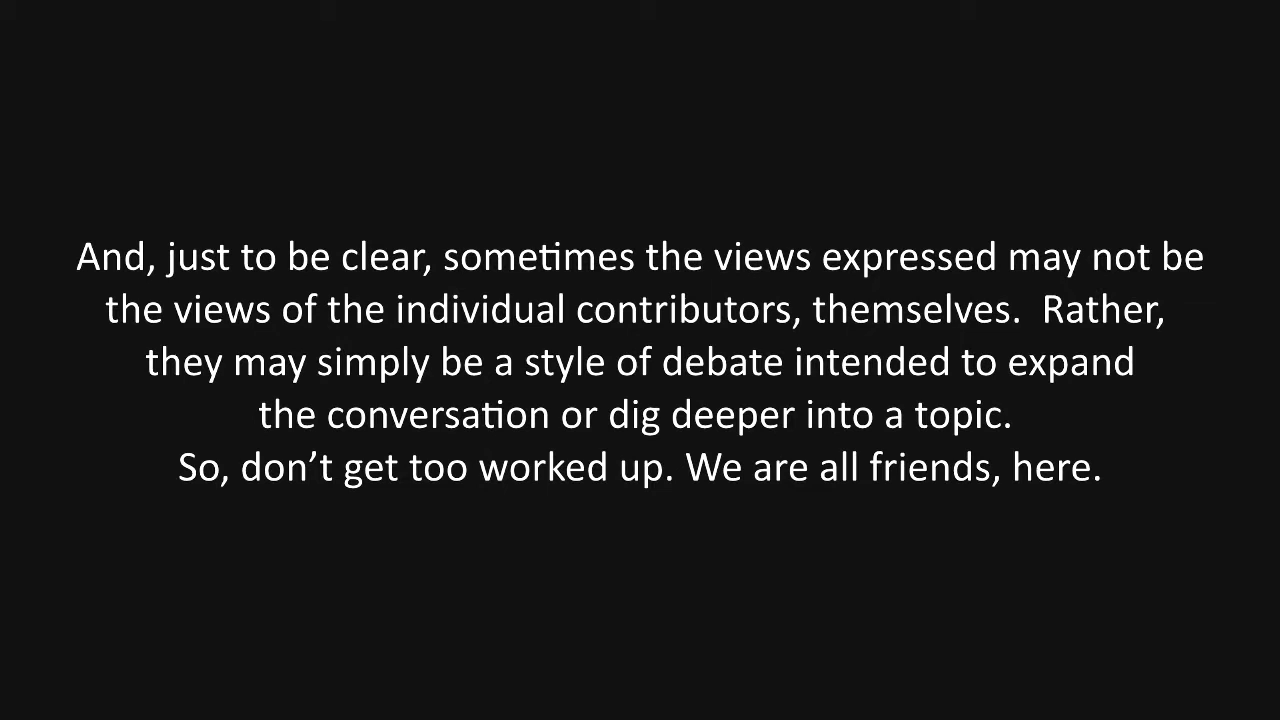 And, just to be clear, sometimes the views expressed may not be
the views of the individual contributors, themselves.  Rather,
they may simply be a style of debate intended to expand
the conversation or dig deeper into a topic.
So, don’t get too worked up. We are all friends, here.